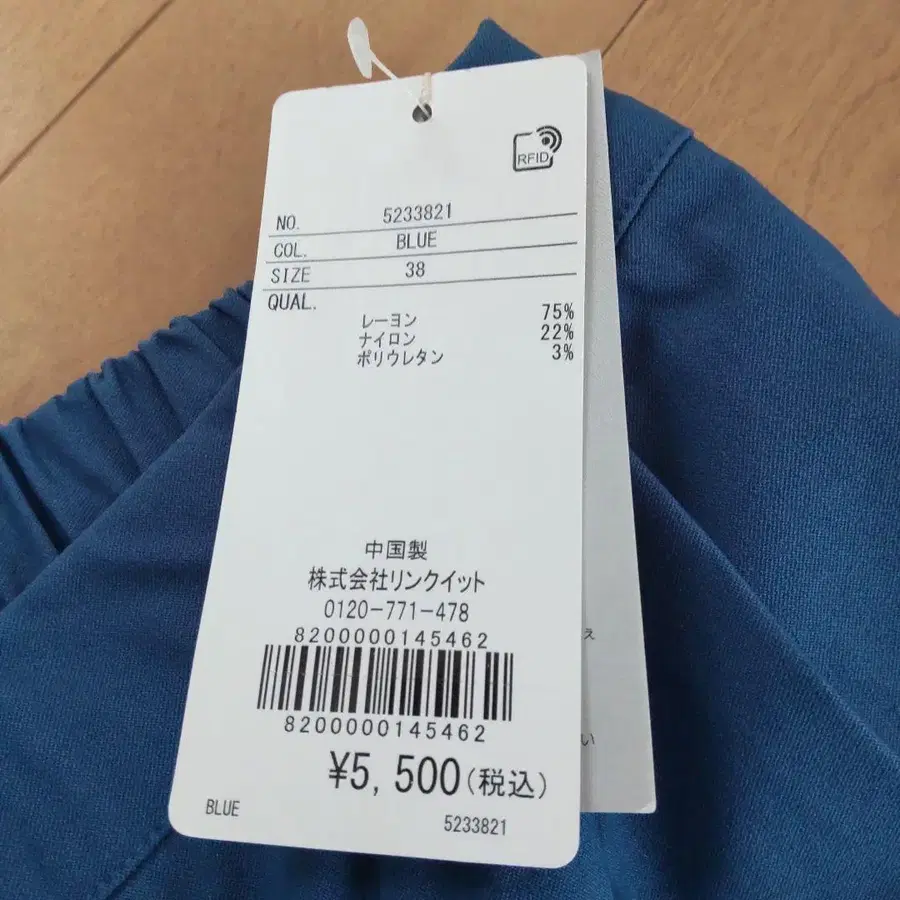 RFID
NO. 5233821
COL. BLUE
SIZE 38
QUAL.
レーヨン 75%
ナイロン 22%
ポリウレタン 3%
中国製
株式会社リンクイット
0120-771-478
8200000145462
8200000145462
¥5,500(税込)
BLUE 5233821
え
い